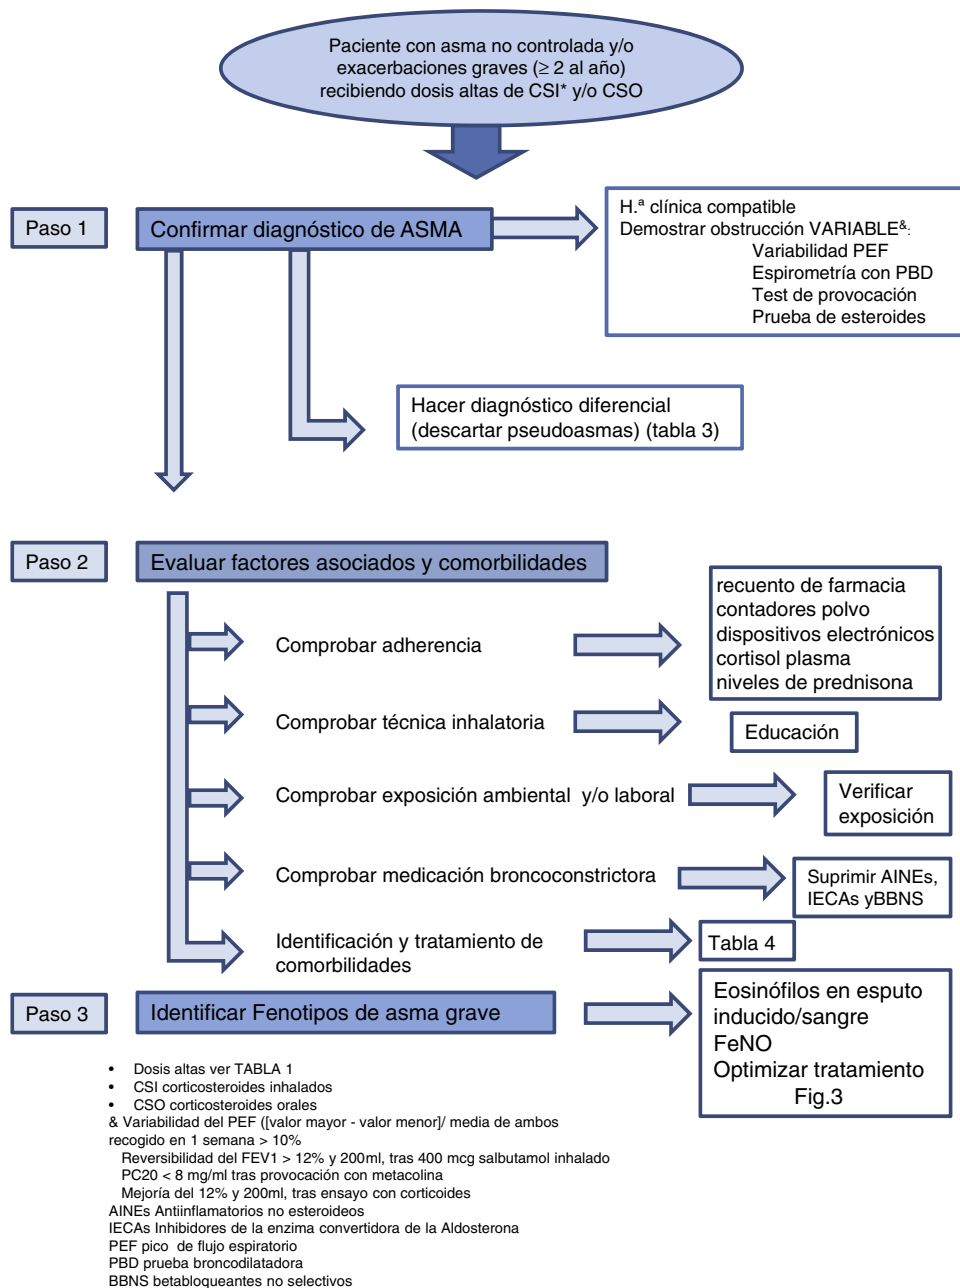 Paciente con asma no controlada y/o
exacerbaciones graves (≥ 2 al año)
recibiendo dosis altas de CSI* y/o CSO
Paso 1
Confirmar diagnóstico de ASMA
H.ª clínica compatible
Demostrar obstrucción VARIABLE&:
Variabilidad PEF
Espirometría con PBD
Test de provocación
Prueba de esteroides
Hacer diagnóstico diferencial
(descartar pseudoasmas) (tabla 3)
Paso 2
Evaluar factores asociados y comorbilidades
Comprobar adherencia
recuento de farmacia
contadores polvo
dispositivos electrónicos
cortisol plasma
niveles de prednisona
Comprobar técnica inhalatoria
Educación
Comprobar exposición ambiental y/o laboral
Verificar
exposición
Comprobar medicación broncoconstrictora
Suprimir AINEs,
IECAs yBBNS
Identificación y tratamiento de
comorbilidades
Tabla 4
Paso 3
Identificar Fenotipos de asma grave
Eosinófilos en esputo
inducido/sangre
FeNO
Optimizar tratamiento
Fig.3
• Dosis altas ver TABLA 1
• CSI corticosteroides inhalados
• CSO corticosteroides orales
& Variabilidad del PEF ([valor mayor - valor menor]/ media de ambos
recogido en 1 semana > 10%
Reversibilidad del FEV1 > 12% y 200ml, tras 400 mcg salbutamol inhalado
PC20 < 8 mg/ml tras provocación con metacolina
Mejoría del 12% y 200ml, tras ensayo con corticoides
AINEs Antiinflamatorios no esteroideos
IECAs Inhibidores de la enzima convertidora de la Aldosterona
PEF pico de flujo espiratorio
PBD prueba broncodilatadora
BBNS betabloqueantes no selectivos